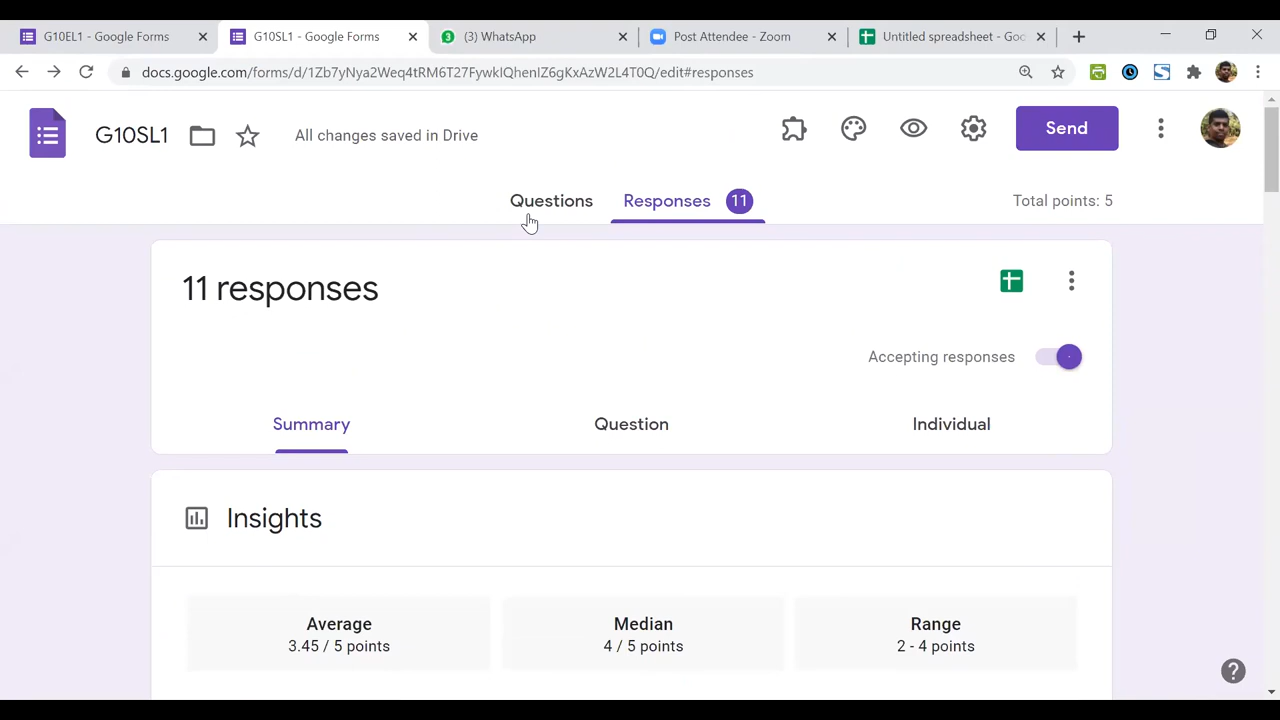 G10EL1 - Google Forms
G10SL1 - Google Forms
3
(3) WhatsApp
Post Attendee - Zoom
Untitled spreadsheet - Goo
docs.google.com/forms/d/1Zb7yNya2Weq4tRM6T27FywkIQhenIZ6gKxAzW2L4T0Q/edit#responses
G10SL1
All changes saved in Drive
Send
Questions
Responses 11
Total points: 5
11 responses
Accepting responses
Summary
Question
Individual
Insights
Average
3.45 / 5 points
Median
4 / 5 points
Range
2 - 4 points